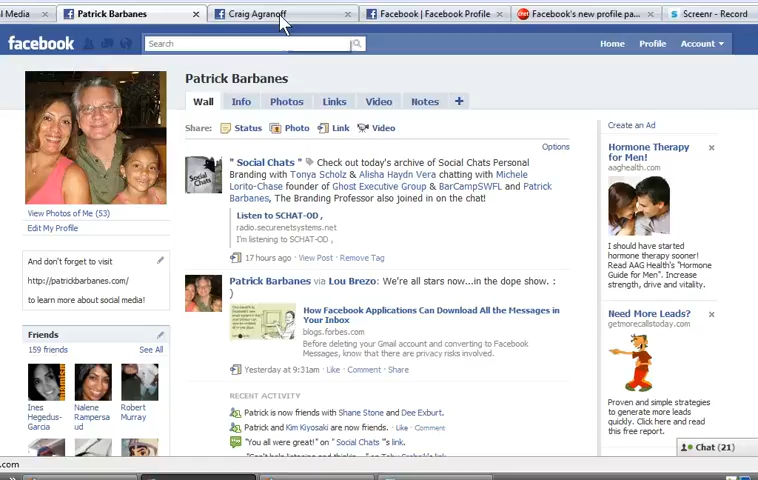 l Media
Patrick Barbanes
Craig Agranoff
Facebook | Facebook Profile
Facebook's new profile pa...
Screenr - Record
facebook
Search
Home Profile Account
Patrick Barbanes
Wall Info Photos Links Video Notes +
Share: Status Photo Link Video
Options
" Social Chats " Check out today's archive of Social Chats Personal
Branding with Tonya Scholz & Alisha Haydn Vera chatting with Michele
Lorito-Chase founder of Ghost Executive Group & BarCampSWFL and Patrick
Barbanes, The Branding Professor also joined in on the chat!
Listen to SCHAT-OD ,
radio.securenetsystems.net
I'm listening to SCHAT-OD ,
17 hours ago · View Post · Remove Tag
Patrick Barbanes via Lou Brezo: We're all stars now...in the dope show. :
)
How Facebook Applications Can Download All the Messages in
Your Inbox
blogs.forbes.com
Before deleting your Gmail account and converting to Facebook
Messages, know that there are privacy risks involved.
Yesterday at 9:31am · Like · Comment · Share
RECENT ACTIVITY
Patrick is now friends with Shane Stone and Dee Exburt.
Patrick and Kim Kiyosaki are now friends. · Like · Comment
"You all were great!" on " Social Chats "'s link.
View Photos of Me (53)
Edit My Profile
And don't forget to visit
http://patrickbarbanes.com/
to learn more about social media!
Friends
159 friends See All
Ines
Hegedus-
Garcia
Nalene
Rampersa
ud
Robert
Murray
Create an Ad
Hormone Therapy
for Men!
aaghealth.com
I should have started
hormone therapy sooner!
Read AAG Health's "Hormone
Guide for Men". Increase
strength, drive and vitality.
Need More Leads?
getmorecalstoday.com
Proven and simple strategies
to generate more leads
quickly. Click here and read
this free report.
Chat (21)
.com